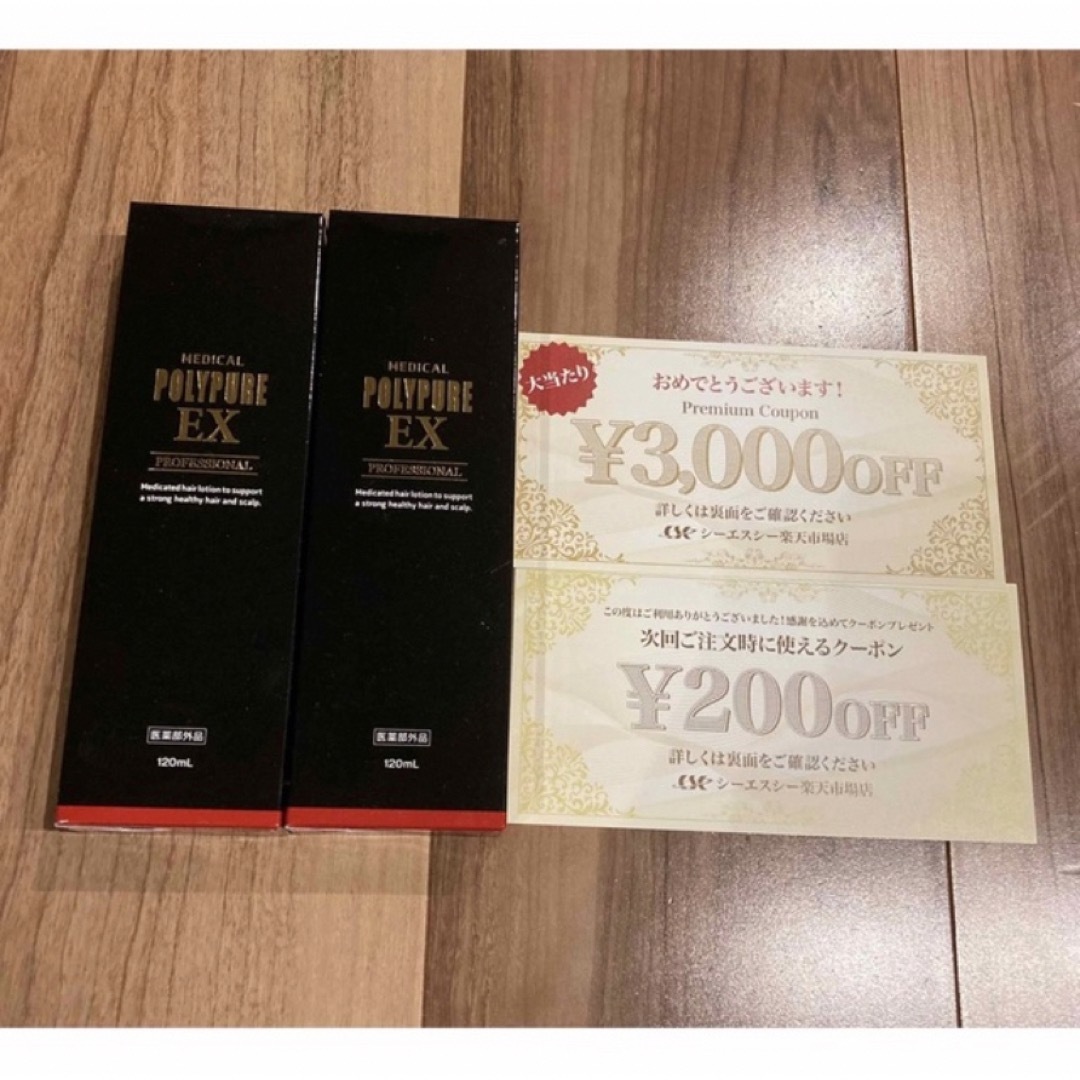 MEDICAL
POLYPURE
EX
PROFESSIONAL
Medicated hair lotion to support
a strong healthy hair and scalp.
医薬部外品
120mL
MEDICAL
POLYPURE
EX
PROFESSIONAL
Medicated hair lotion to support
a strong healthy hair and scalp.
医薬部外品
120mL
大当たり
おめでとうございます!
Premium Coupon
¥3,000OFF
詳しくは裏面をご確認ください
CSC シーエスシー楽天市場店
この度はご利用ありがとうございました!感謝を込めてクーポンプレゼント
次回ご注文時に使えるクーポン
¥200OFF
詳しくは裏面をご確認ください
CSC シーエスシー楽天市場店